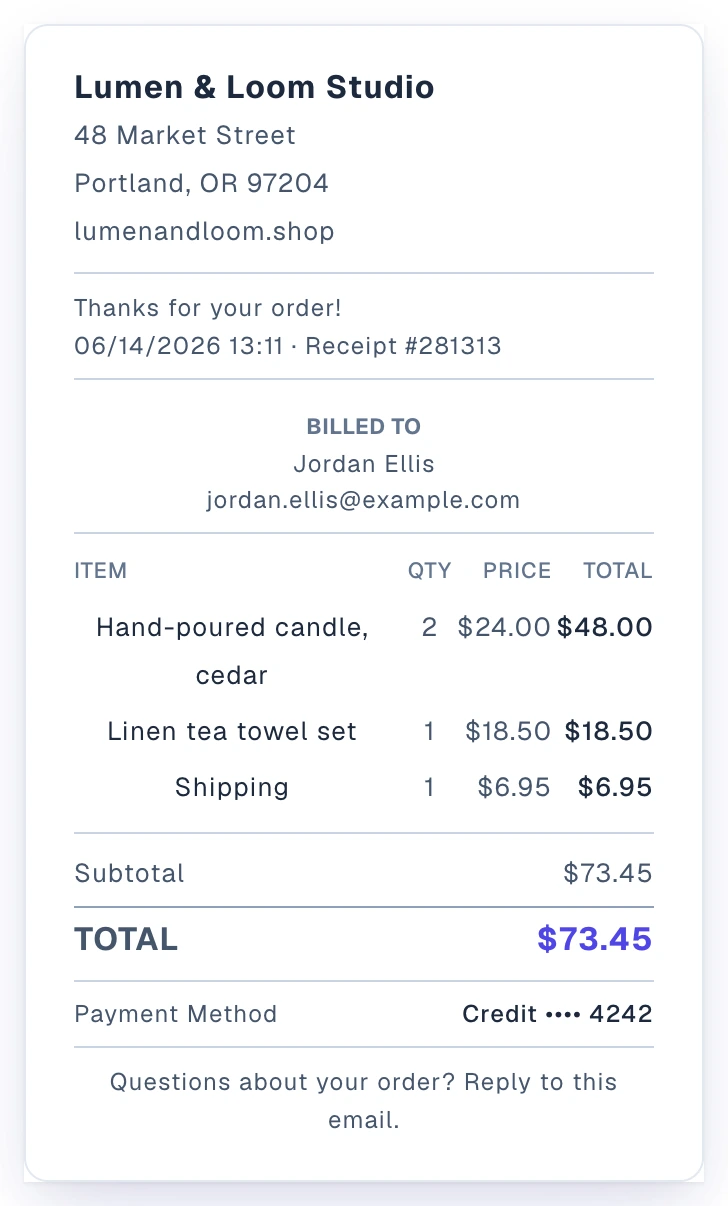 Lumen & Loom Studio
48 Market Street
Portland, OR 97204
lumenandloom.shop
Thanks for your order!
06/14/2026 13:11 · Receipt #281313
BILLED TO
Jordan Ellis
jordan.ellis@example.com
ITEM QTY PRICE TOTAL
Hand-poured candle, 2 $24.00 $48.00
cedar
Linen tea towel set 1 $18.50 $18.50
Shipping 1 $6.95 $6.95
Subtotal $73.45
TOTAL $73.45
Payment Method Credit •••• 4242
Questions about your order? Reply to this
email.